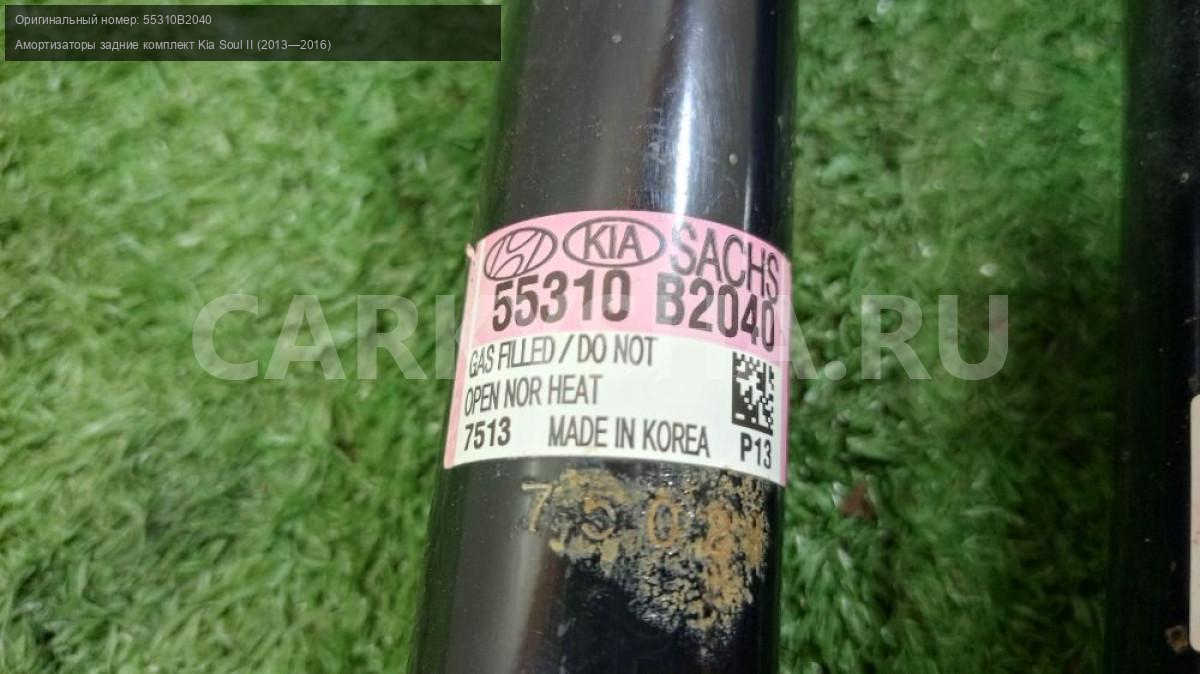 Оригинальный номер: 55310B2040
Амортизаторы задние комплект Kia Soul II (2013—2016)
KIA SACHS
55310 B2040
GAS FILLED / DO NOT
OPEN NOR HEAT
7513 MADE IN KOREA P13